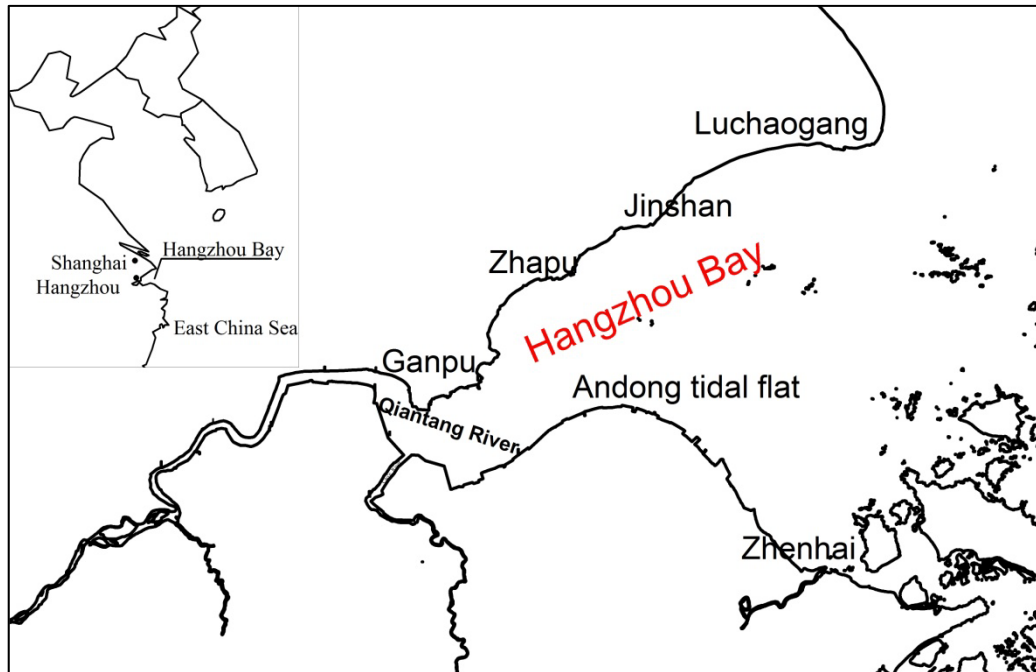 Luchaogang
Jinshan
Hangzhou Bay
Shanghai
Zhapu
Hangzhou Bay
Hangzhou
East China Sea
Ganpu
Andong tidal flat
Qiantang River
Zhenhai